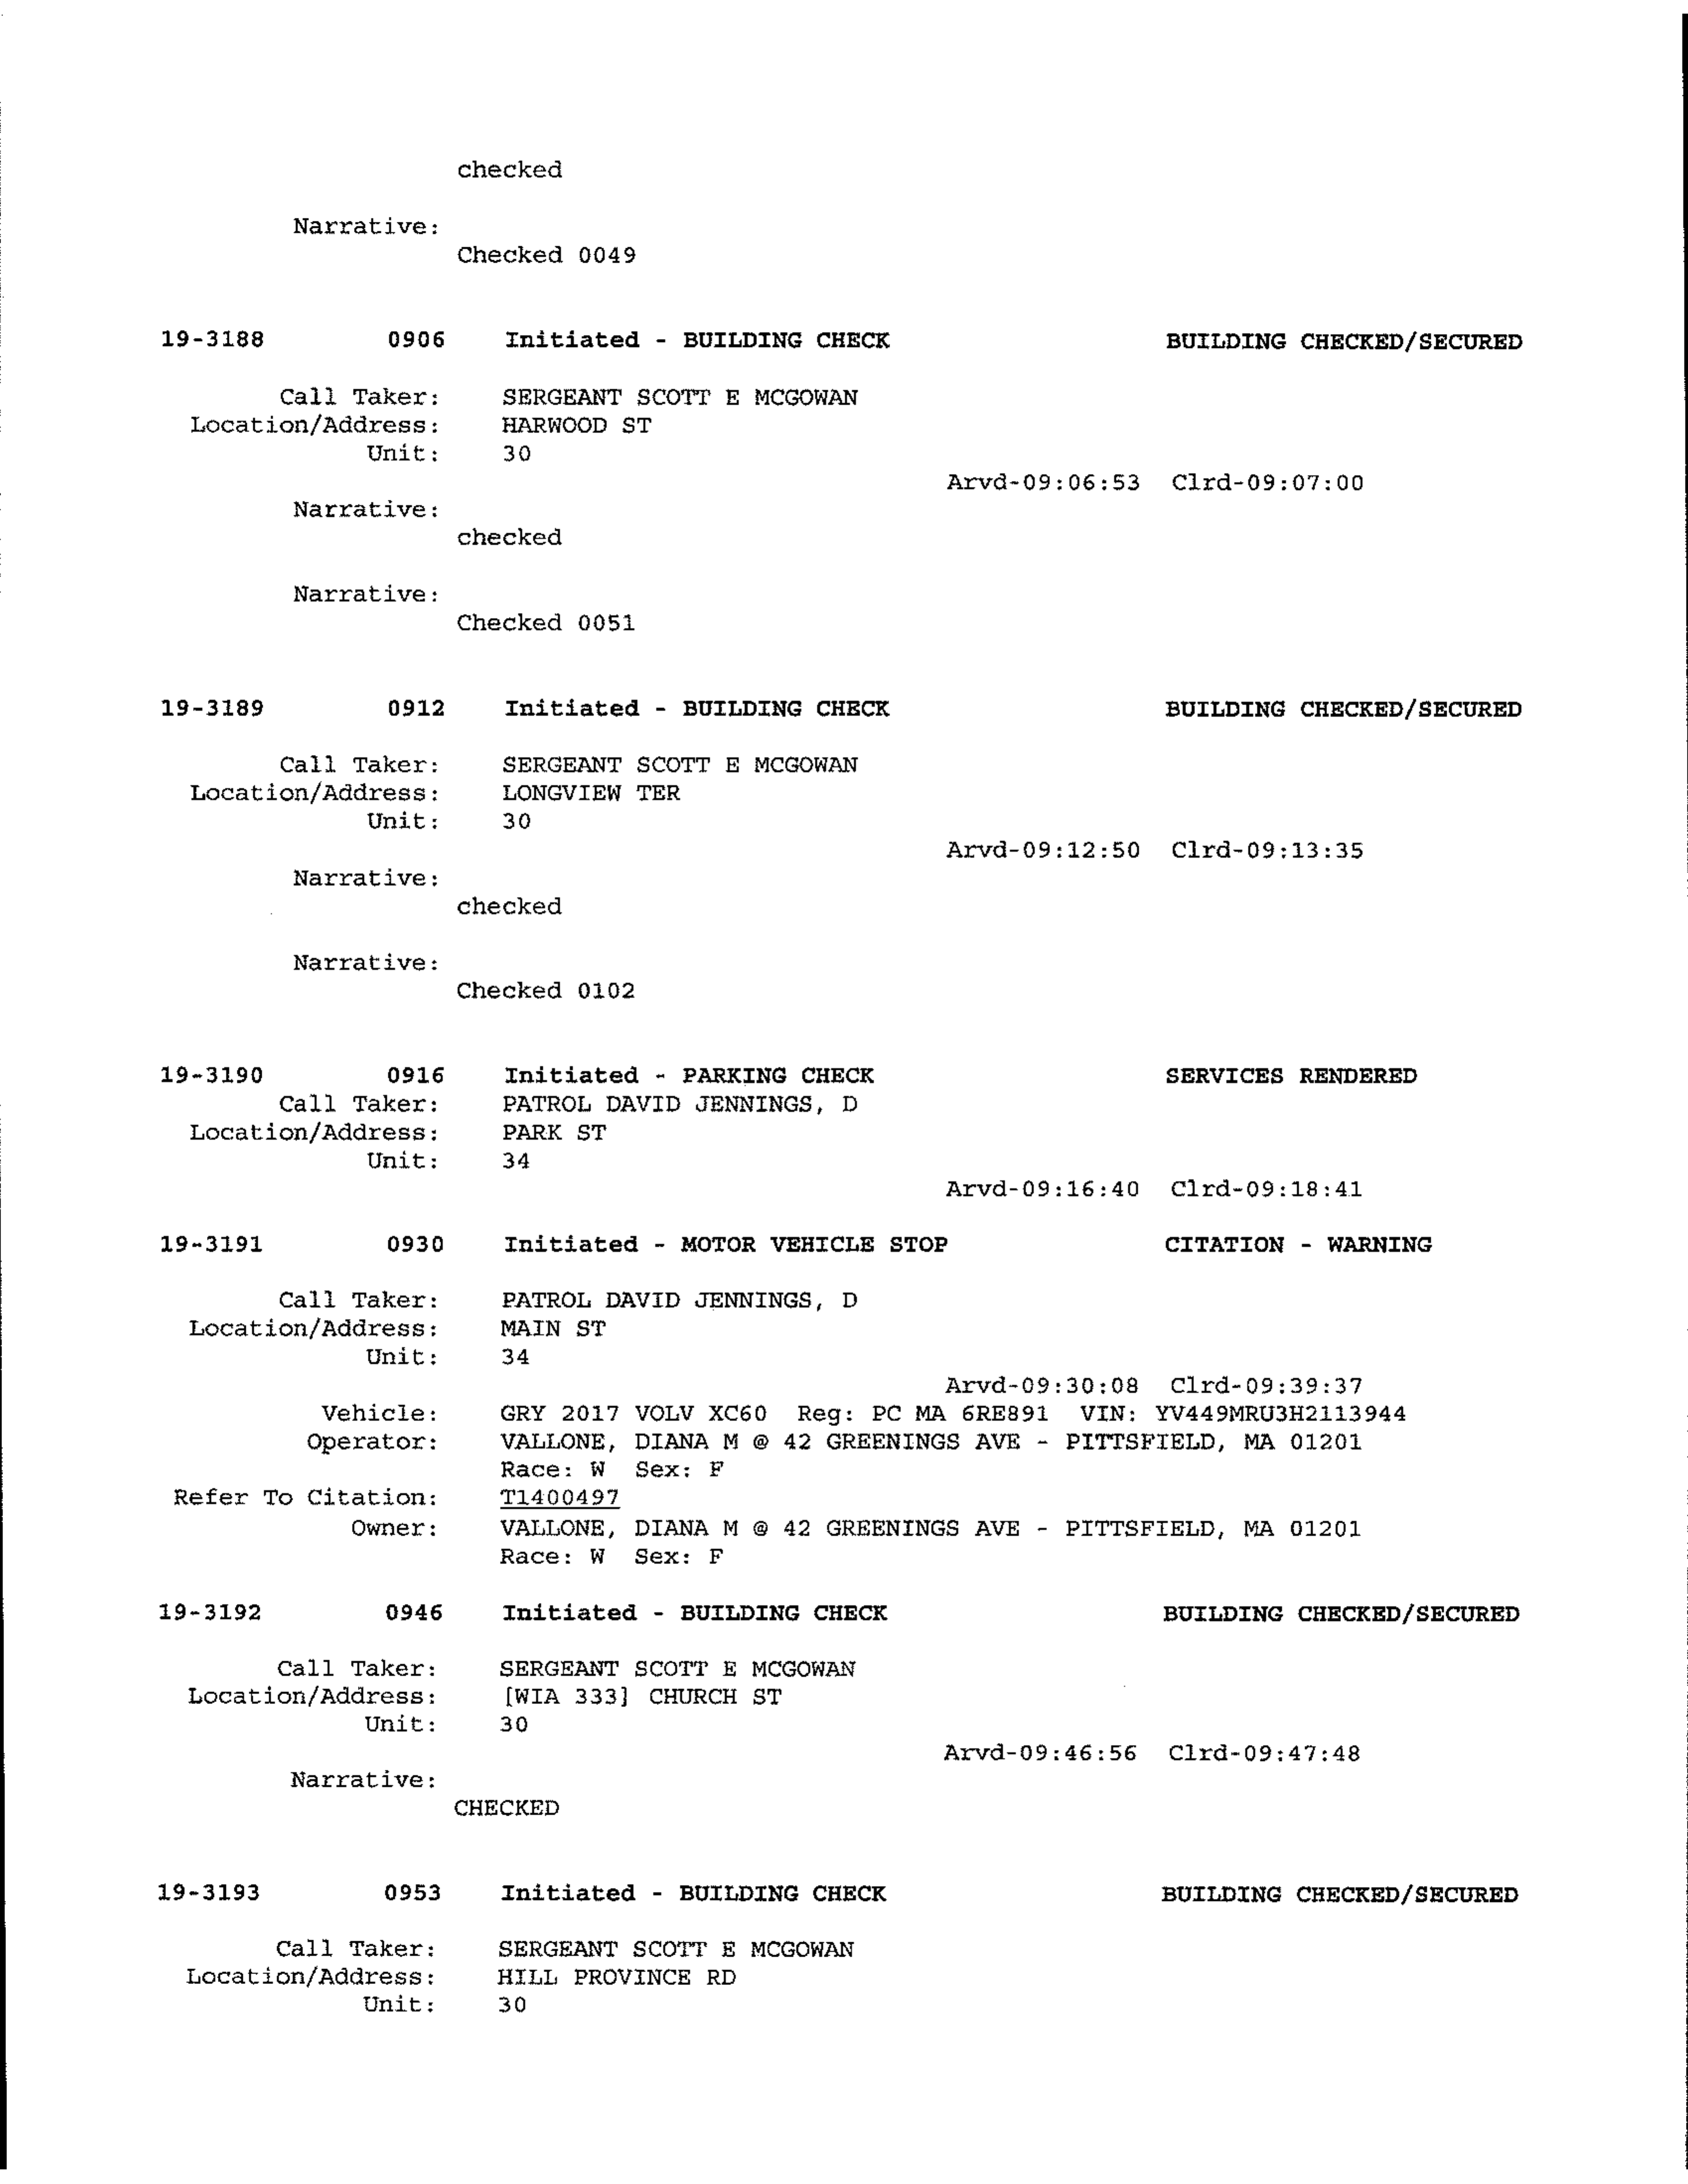 checked
Narrative:
Checked 0049
19-3188 0906 Initiated - BUILDING CHECK BUILDING CHECKED/SECURED
Call Taker: SERGEANT SCOTT E MCGOWAN
Location/Address: HARWOOD ST
Unit: 30
Arvd-09:06:53 Clrd-09:07:00
Narrative:
checked
Narrative:
Checked 0051
19-3189 0912 Initiated - BUILDING CHECK BUILDING CHECKED/SECURED
Call Taker: SERGEANT SCOTT E MCGOWAN
Location/Address: LONGVIEW TER
Unit: 30
Arvd-09:12:50 Clrd-09:13:35
Narrative:
checked
Narrative:
Checked 0102
19-3190 0916 Initiated - PARKING CHECK SERVICES RENDERED
Call Taker: PATROL DAVID JENNINGS, D
Location/Address: PARK ST
Unit: 34
Arvd-09:16:40 Clrd-09:18:41
19-3191 0930 Initiated - MOTOR VEHICLE STOP CITATION - WARNING
Call Taker: PATROL DAVID JENNINGS, D
Location/Address: MAIN ST
Unit: 34
Arvd-09:30:08 Clrd-09:39:37
Vehicle: GRY 2017 VOLV XC60 Reg: PC MA 6RE891 VIN: YV449MRU3H2113944
Operator: VALLONE, DIANA M @ 42 GREENINGS AVE - PITTSFIELD, MA 01201
Race: W Sex: F
Refer To Citation: T1400497
Owner: VALLONE, DIANA M @ 42 GREENINGS AVE - PITTSFIELD, MA 01201
Race: W Sex: F
19-3192 0946 Initiated - BUILDING CHECK BUILDING CHECKED/SECURED
Call Taker: SERGEANT SCOTT E MCGOWAN
Location/Address: [WIA 333] CHURCH ST
Unit: 30
Arvd-09:46:56 Clrd-09:47:48
Narrative:
CHECKED
19-3193 0953 Initiated - BUILDING CHECK BUILDING CHECKED/SECURED
Call Taker: SERGEANT SCOTT E MCGOWAN
Location/Address: HILL PROVINCE RD
Unit: 30